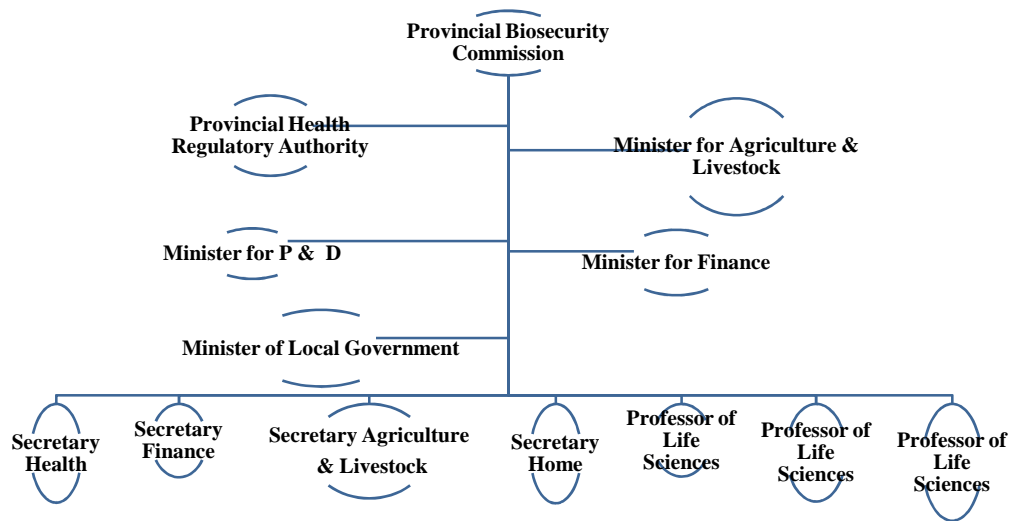 Provincial Biosecurity
Commission
Provincial Health
Regulatory Authority
Minister for Agriculture &
Livestock
Minister for P & D
Minister for Finance
Minister of Local Government
Secretary
Health
Secretary
Finance
Secretary Agriculture
& Livestock
Secretary
Home
Professor of
Life
Sciences
Professor of
Life
Sciences
Professor of
Life
Sciences